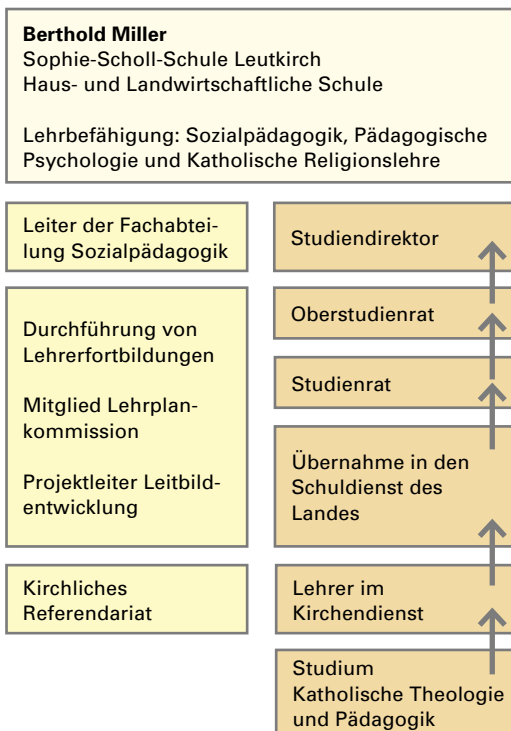 Berthold Miller
Sophie-Scholl-Schule Leutkirch
Haus- und Landwirtschaftliche Schule
Lehrbefähigung: Sozialpädagogik, Pädagogische
Psychologie und Katholische Religionslehre
Leiter der Fachabtei-
lung Sozialpädagogik
Studiendirektor
Durchführung von
Lehrerfortbildungen
Mitglied Lehrplan-
kommission
Projektleiter Leitbild-
entwicklung
Oberstudienrat
Studienrat
Übernahme in den
Schuldienst des
Landes
Kirchliches
Referendariat
Lehrer im
Kirchendienst
Studium
Katholische Theologie
und Pädagogik